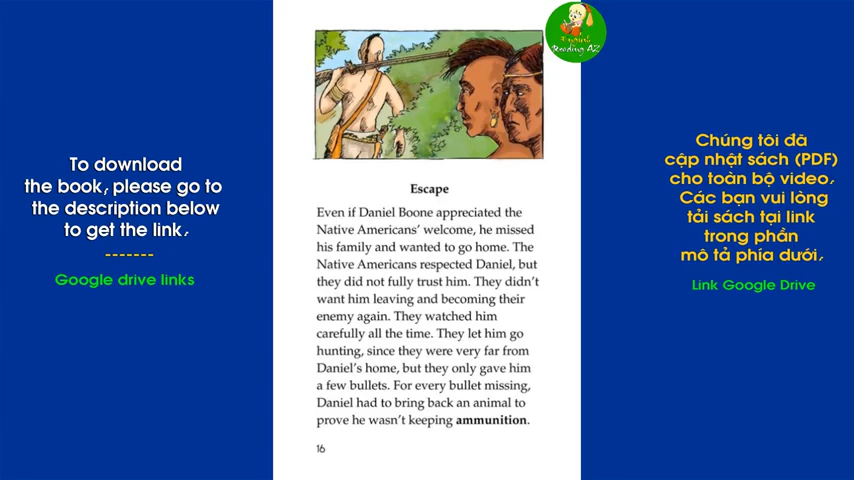 To download
the book, please go to
the description below
to get the link,
-------
Google drive links
English
Reading AZ
Escape
Even if Daniel Boone appreciated the
Native Americans’ welcome, he missed
his family and wanted to go home. The
Native Americans respected Daniel, but
they did not fully trust him. They didn’t
want him leaving and becoming their
enemy again. They watched him
carefully all the time. They let him go
hunting, since they were very far from
Daniel’s home, but they only gave him
a few bullets. For every bullet missing,
Daniel had to bring back an animal to
prove he wasn’t keeping ammunition.
16
Chúng tôi đã
cập nhật sách (PDF)
cho toàn bộ video,
Các bạn vui lòng
tải sách tại link
trong phần
mô tả phía dưới,
Link Google Drive